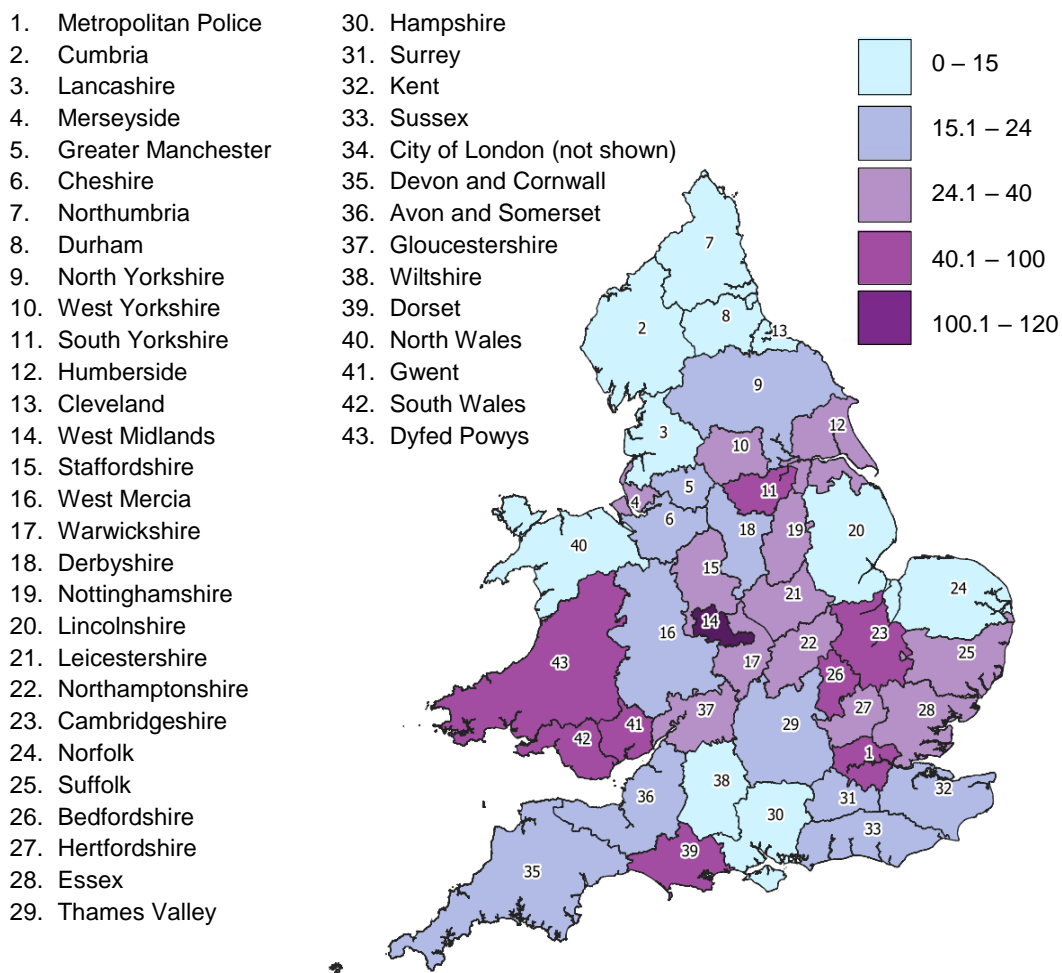 1. Metropolitan Police
2. Cumbria
3. Lancashire
4. Merseyside
5. Greater Manchester
6. Cheshire
7. Northumbria
8. Durham
9. North Yorkshire
10. West Yorkshire
11. South Yorkshire
12. Humberside
13. Cleveland
14. West Midlands
15. Staffordshire
16. West Mercia
17. Warwickshire
18. Derbyshire
19. Nottinghamshire
20. Lincolnshire
21. Leicestershire
22. Northamptonshire
23. Cambridgeshire
24. Norfolk
25. Suffolk
26. Bedfordshire
27. Hertfordshire
28. Essex
29. Thames Valley
30. Hampshire
31. Surrey
32. Kent
33. Sussex
34. City of London (not shown)
35. Devon and Cornwall
36. Avon and Somerset
37. Gloucestershire
38. Wiltshire
39. Dorset
40. North Wales
41. Gwent
42. South Wales
43. Dyfed Powys
0 – 15
15.1 – 24
24.1 – 40
40.1 – 100
100.1 – 120
7
8
2
13
9
3
10
12
5
11
4
6
18
19
20
40
15
21
24
14
16
22
23
25
43
17
26
37
27
28
41
42
29
1
38
32
36
31
30
33
39
35